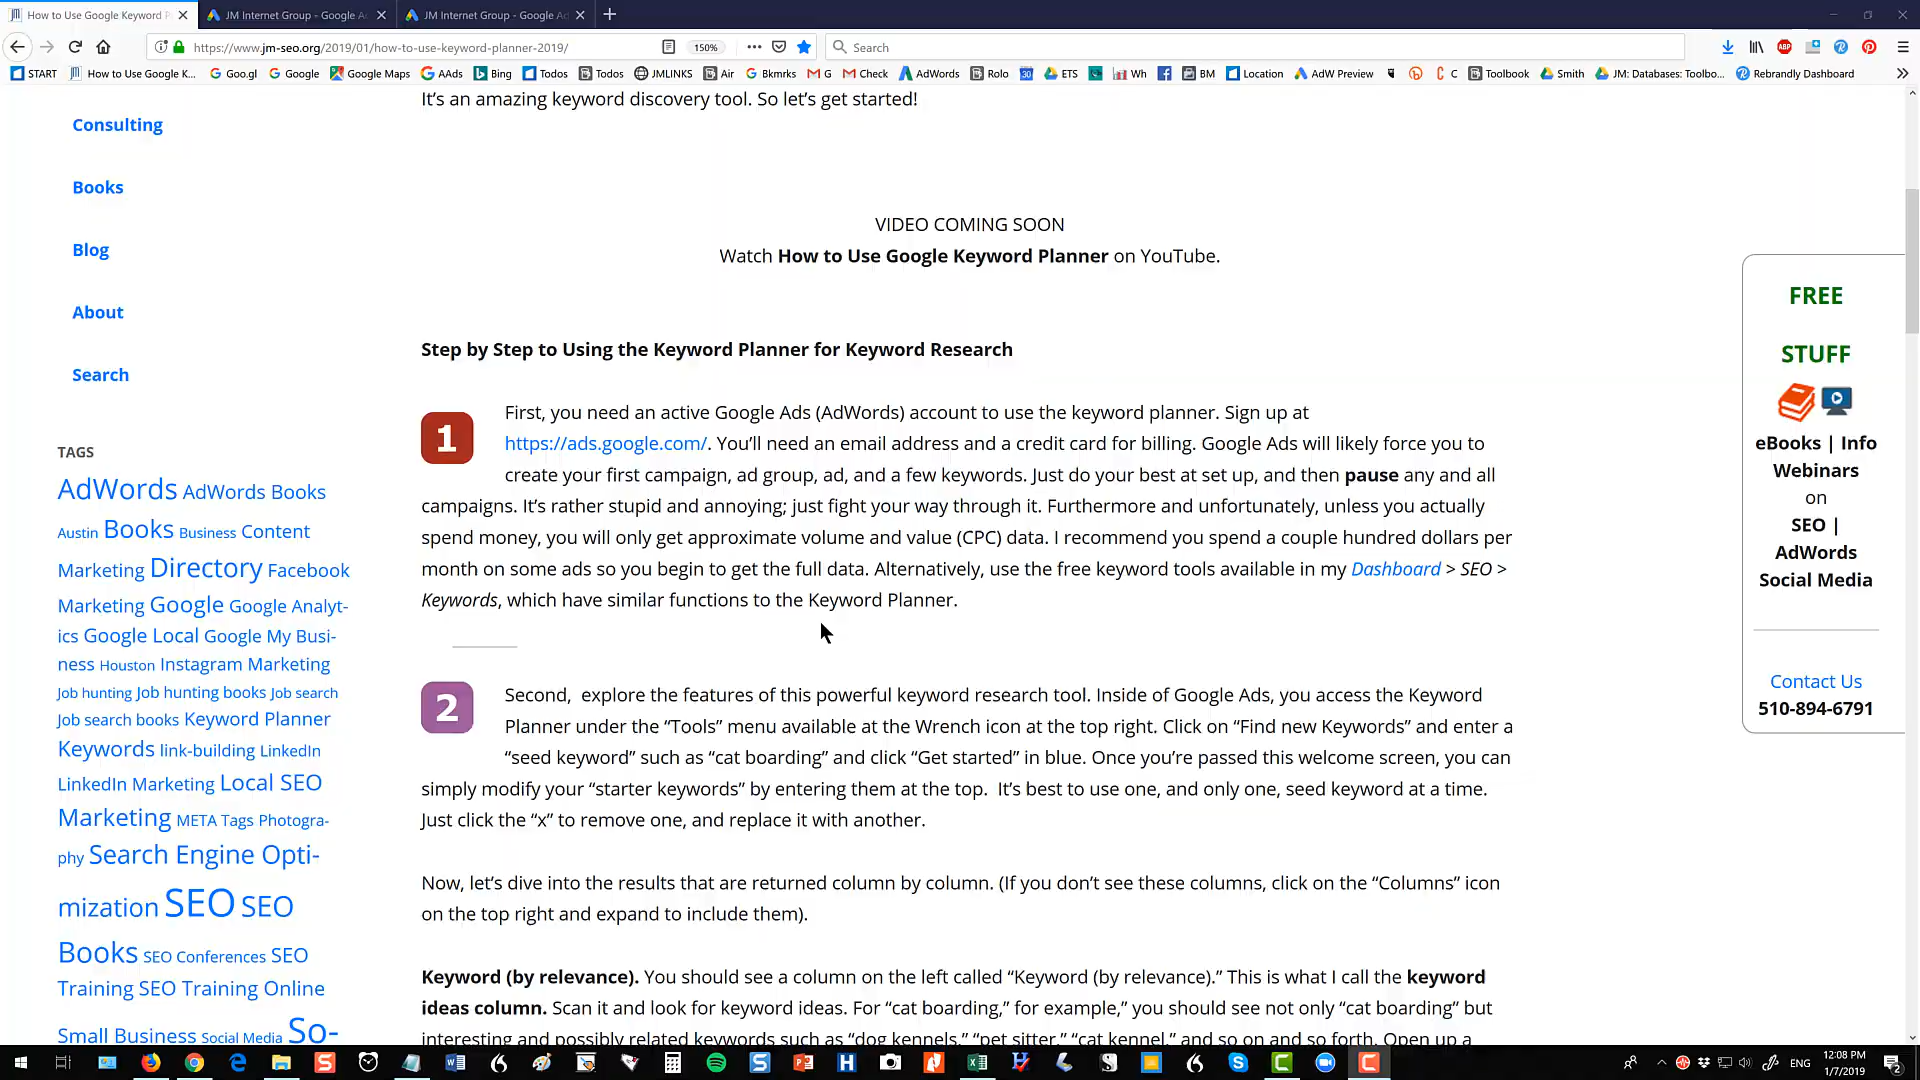 How to Use Google Keyword P
JM Internet Group - Google A
JM Internet Group - Google Ad
https://www.jm-seo.org/2019/01/how-to-use-keyword-planner-2019/
150%
Search
START
How to Use Google K...
Goo.gl
Google
Google Maps
AAds
Bing
Todos
Todos
JMLINKS
Air
Bkmrks
G
Check
AdWords
Rolo
ETS
Wh
BM
Location
AdW Preview
C
Toolbook
Smith
JM: Databases: Toolbo...
Rebrandly Dashboard
It's an amazing keyword discovery tool. So let's get started!
Consulting
Books
Blog
About
Search
VIDEO COMING SOON
Watch How to Use Google Keyword Planner on YouTube.
Step by Step to Using the Keyword Planner for Keyword Research
1
First, you need an active Google Ads (AdWords) account to use the keyword planner. Sign up at
https://ads.google.com/. You'll need an email address and a credit card for billing. Google Ads will likely force you to
create your first campaign, ad group, ad, and a few keywords. Just do your best at set up, and then pause any and all
campaigns. It's rather stupid and annoying; just fight your way through it. Furthermore and unfortunately, unless you actually
spend money, you will only get approximate volume and value (CPC) data. I recommend you spend a couple hundred dollars per
month on some ads so you begin to get the full data. Alternatively, use the free keyword tools available in my Dashboard > SEO >
Keywords, which have similar functions to the Keyword Planner.
2
Second,  explore the features of this powerful keyword research tool. Inside of Google Ads, you access the Keyword
Planner under the "Tools" menu available at the Wrench icon at the top right. Click on "Find new Keywords" and enter a
"seed keyword" such as "cat boarding" and click "Get started" in blue. Once you're passed this welcome screen, you can
simply modify your "starter keywords" by entering them at the top.  It's best to use one, and only one, seed keyword at a time.
Just click the "x" to remove one, and replace it with another.
Now, let's dive into the results that are returned column by column. (If you don't see these columns, click on the "Columns" icon
on the top right and expand to include them).
Keyword (by relevance). You should see a column on the left called "Keyword (by relevance)." This is what I call the keyword
ideas column. Scan it and look for keyword ideas. For "cat boarding," for example," you should see not only "cat boarding" but
interesting and possibly related keywords such as "dog kennels," "pet sitter," "cat kennel," and so on and so forth. Open up a
TAGS
AdWords AdWords Books
Austin Books Business Content
Marketing Directory Facebook
Marketing Google Google Analyt-
ics Google Local Google My Busi-
ness Houston Instagram Marketing
Job hunting Job hunting books Job search
Job search books Keyword Planner
Keywords link-building LinkedIn
LinkedIn Marketing Local SEO
Marketing META Tags Photogra-
phy Search Engine Opti-
mization SEO SEO
Books SEO Conferences SEO
Training SEO Training Online
Small Business Social Media So-
FREE
STUFF
eBooks | Info
Webinars
on
SEO |
AdWords
Social Media
Contact Us
510-894-6791
ENG
12:08 PM
1/7/2019
2